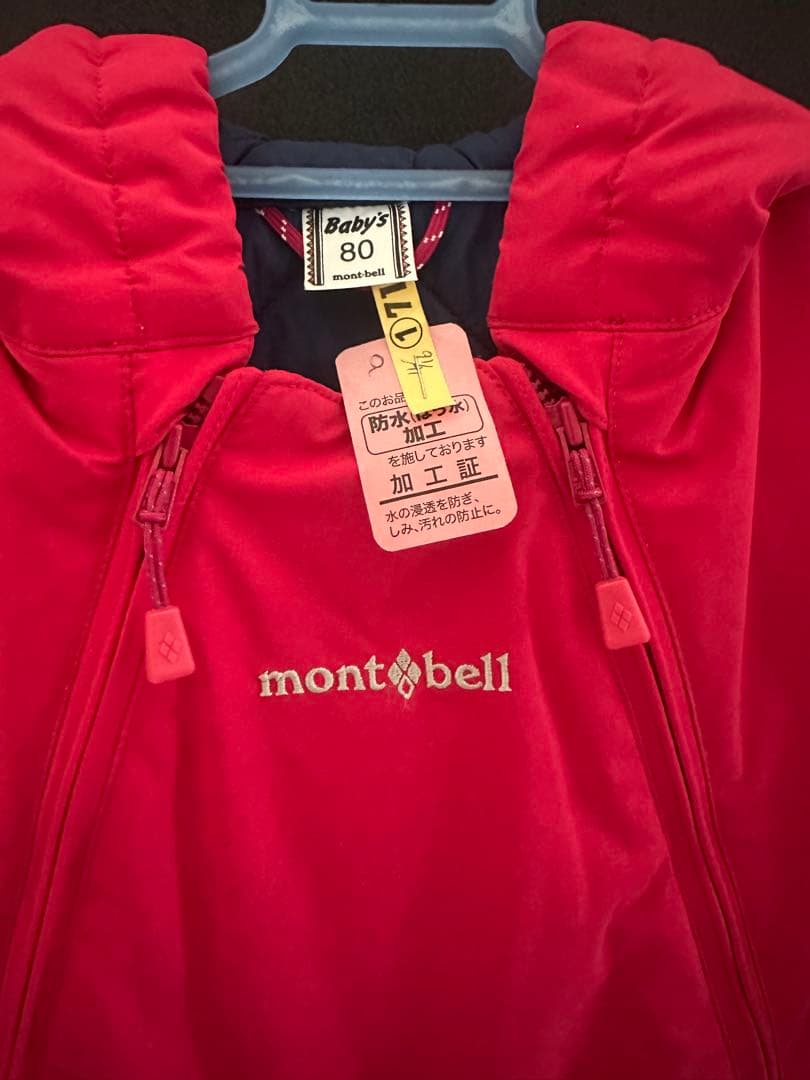 Baby's
80
mont·bell
①71
このお品
防水(はっ水)
加工
を施しております
加工証
水の浸透を防ぎ、
しみ、汚れの防止に。
mont bell